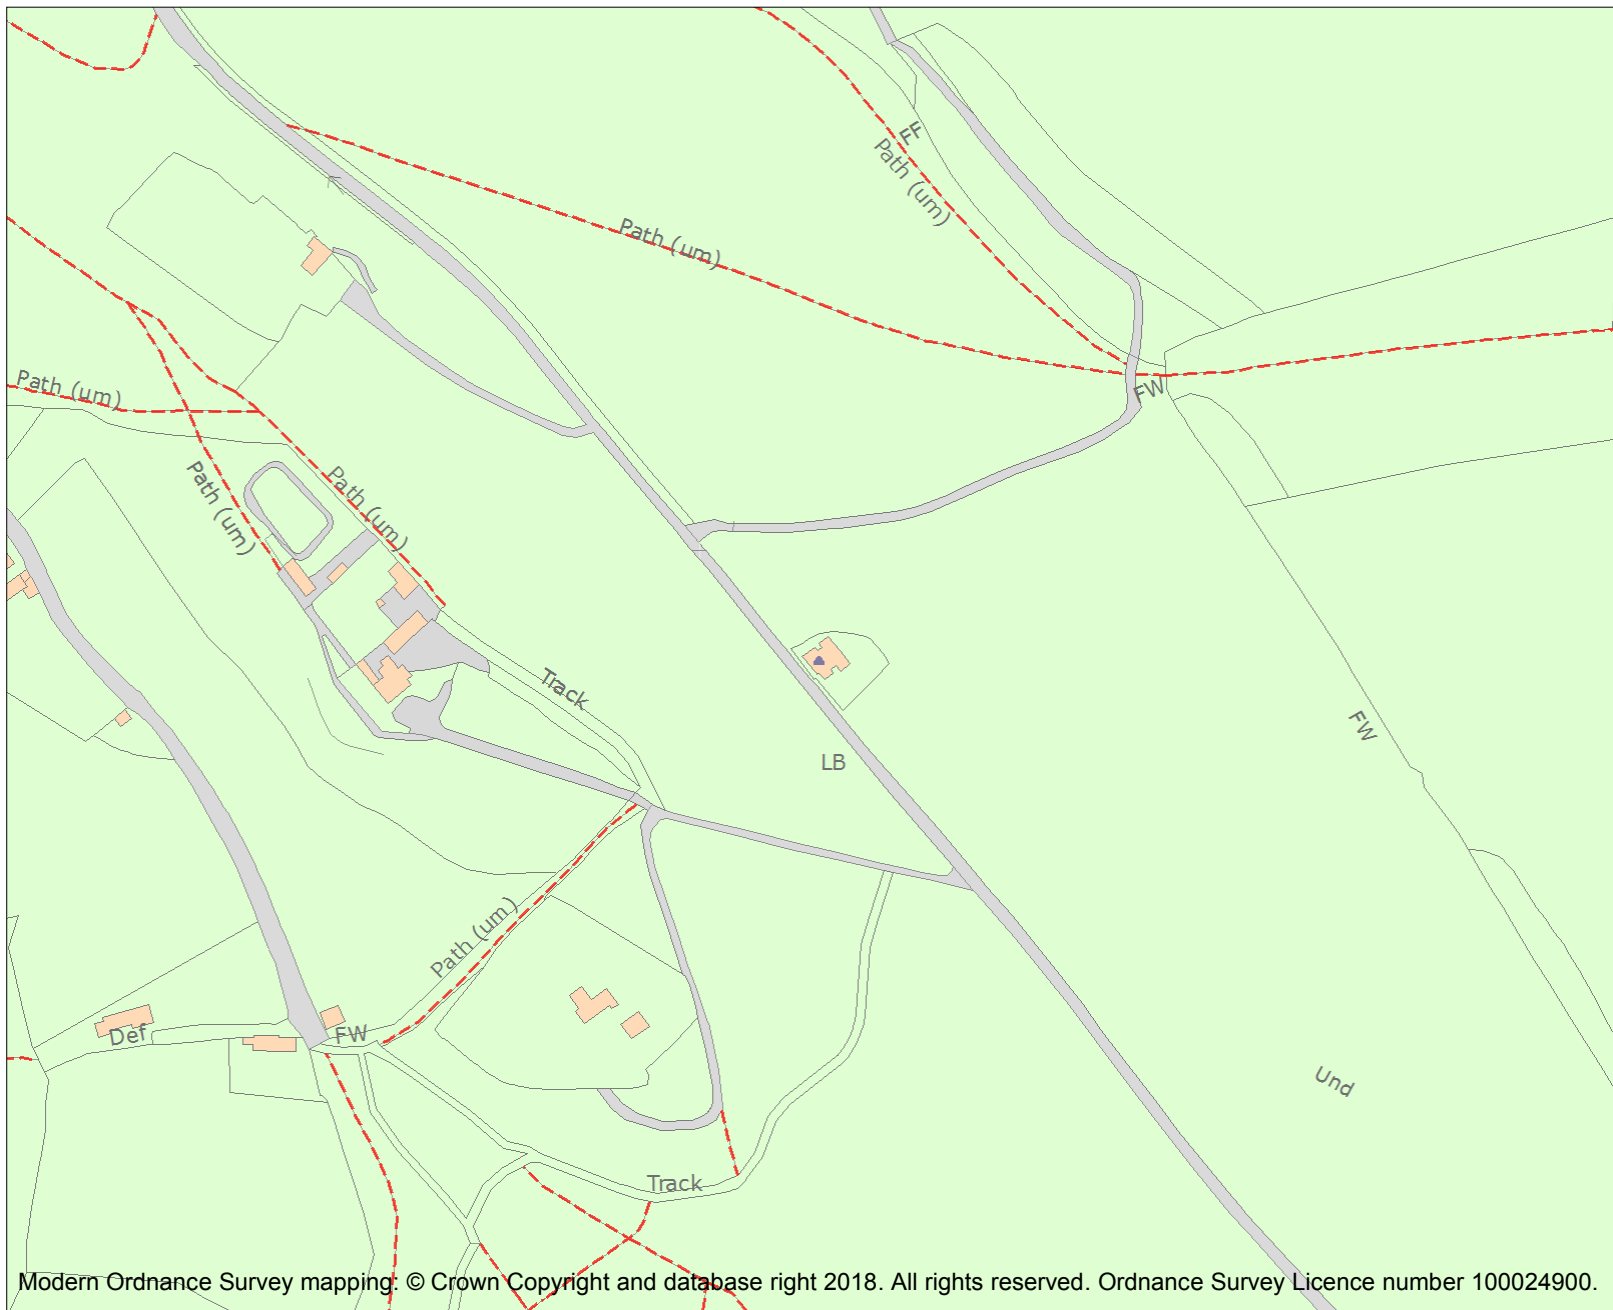 FF
Path (um)
Path (um)
Path (um)
FW
Path (um)
Path (um)
Track
FW
LB
Path (um)
Def
FW
Und
Track
Modern Ordnance Survey mapping: © Crown Copyright and database right 2018. All rights reserved. Ordnance Survey Licence number 100024900.